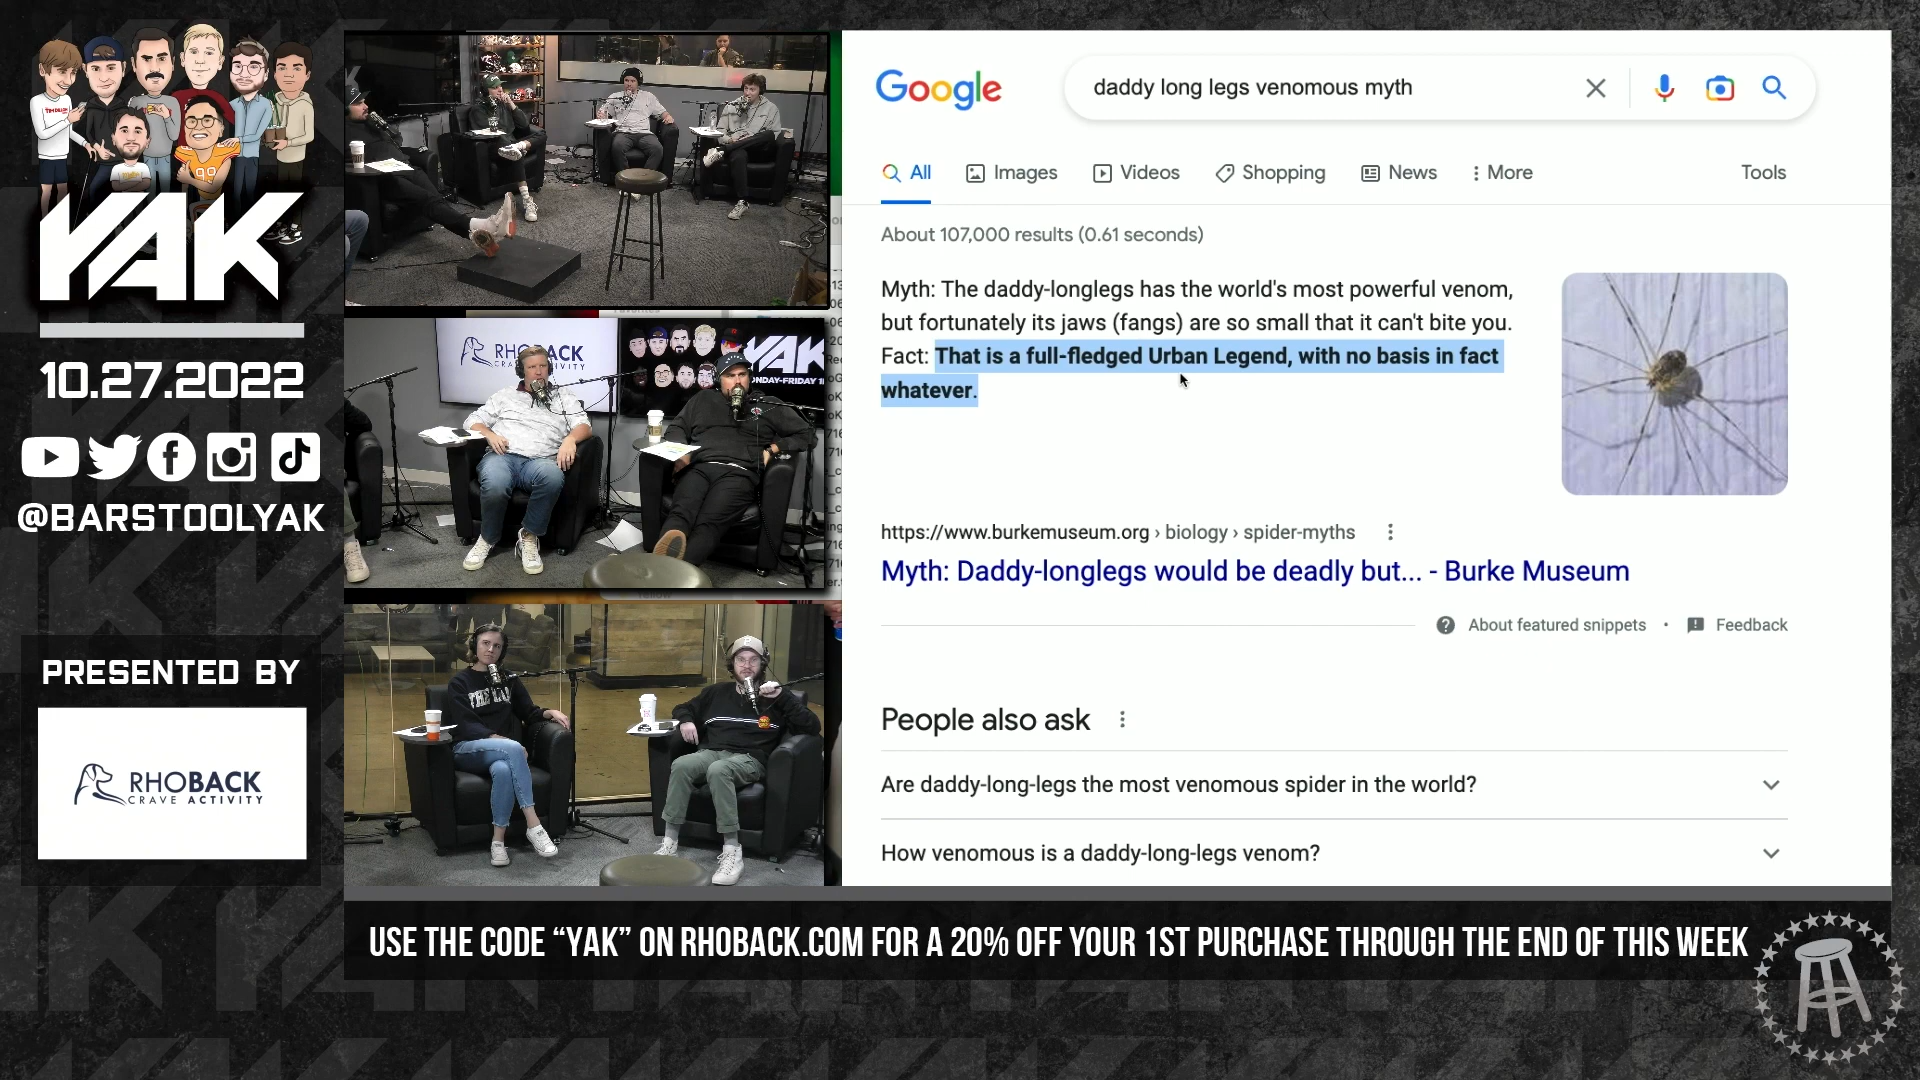 YAK
10.27.2022
@BARSTOOLYAK
PRESENTED BY
RHOBACK
CRAVE ACTIVITY
RHOBACK
CRAVE ACTIVITY
YAK
MONDAY-FRIDAY
Google
daddy long legs venomous myth
All Images Videos Shopping News More Tools
About 107,000 results (0.61 seconds)
Myth: The daddy-longlegs has the world's most powerful venom,
but fortunately its jaws (fangs) are so small that it can't bite you.
Fact: That is a full-fledged Urban Legend, with no basis in fact
whatever.
https://www.burkemuseum.org › biology › spider-myths
Myth: Daddy-longlegs would be deadly but... - Burke Museum
About featured snippets • Feedback
People also ask
Are daddy-long-legs the most venomous spider in the world?
How venomous is a daddy-long-legs venom?
USE THE CODE “YAK” ON RHOBACK.COM FOR A 20% OFF YOUR 1ST PURCHASE THROUGH THE END OF THIS WEEK